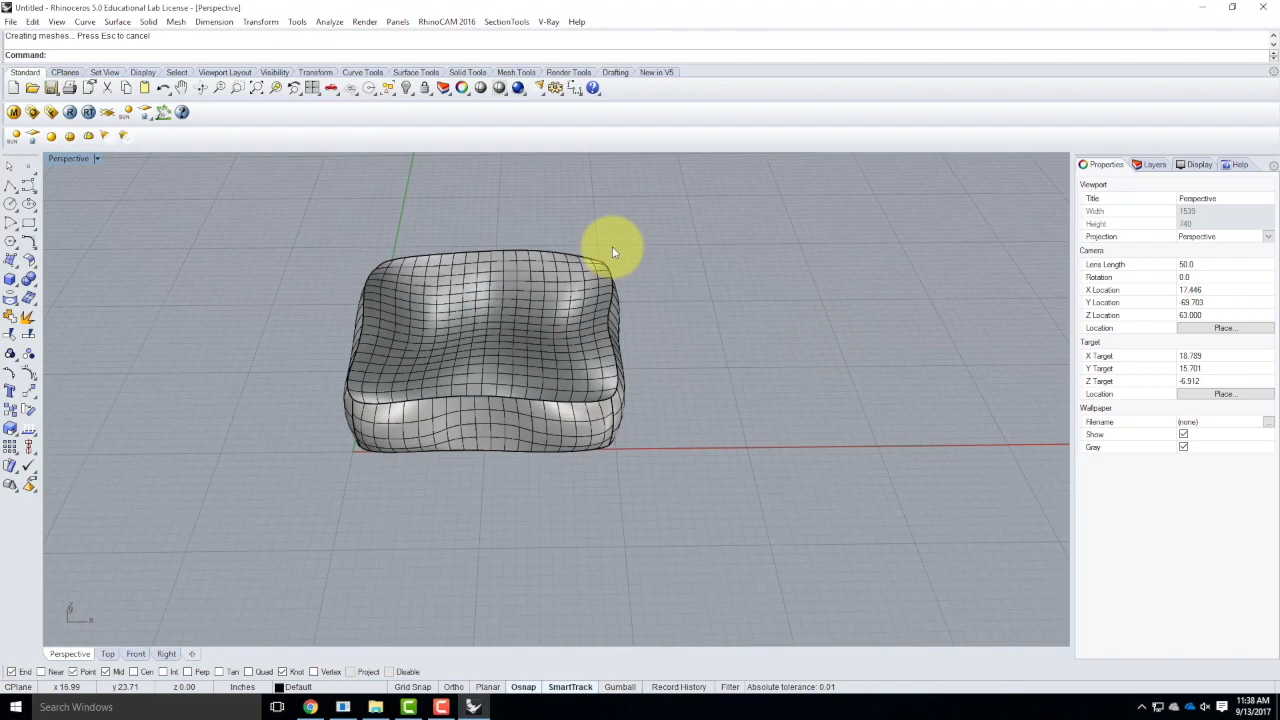 Untitled - Rhinoceros 5.0 Educational Lab License - [Perspective]
File Edit View Curve Surface Solid Mesh Dimension Transform Tools Analyze Render Panels RhinoCAM 2016 SectionTools V-Ray Help
Creating meshes... Press Esc to cancel
Command:
Standard CPlanes Set View Display Select Viewport Layout Visibility Transform Curve Tools Surface Tools Solid Tools Mesh Tools Render Tools Drafting New in V5
M R RT SUN
SUN
Perspective
Properties Layers Display Help
Viewport
Title Perspective
Width 1539
Height 740
Projection Perspective
Camera
Lens Length 50.0
Rotation 0.0
X Location 17.446
Y Location -69.703
Z Location 63.000
Location Place...
Target
X Target 18.789
Y Target 15.701
Z Target -6.912
Location Place...
Wallpaper
Filename (none) ...
Show
Gray
x
Perspective Top Front Right
End Near Point Mid Cen Int Perp Tan Quad Knot Vertex Project Disable
CPlane x 16.99 y 23.71 z 0.00 Inches Default Grid Snap Ortho Planar Osnap SmartTrack Gumball Record History Filter Absolute tolerance: 0.01
Search Windows
11:38 AM
9/13/2017